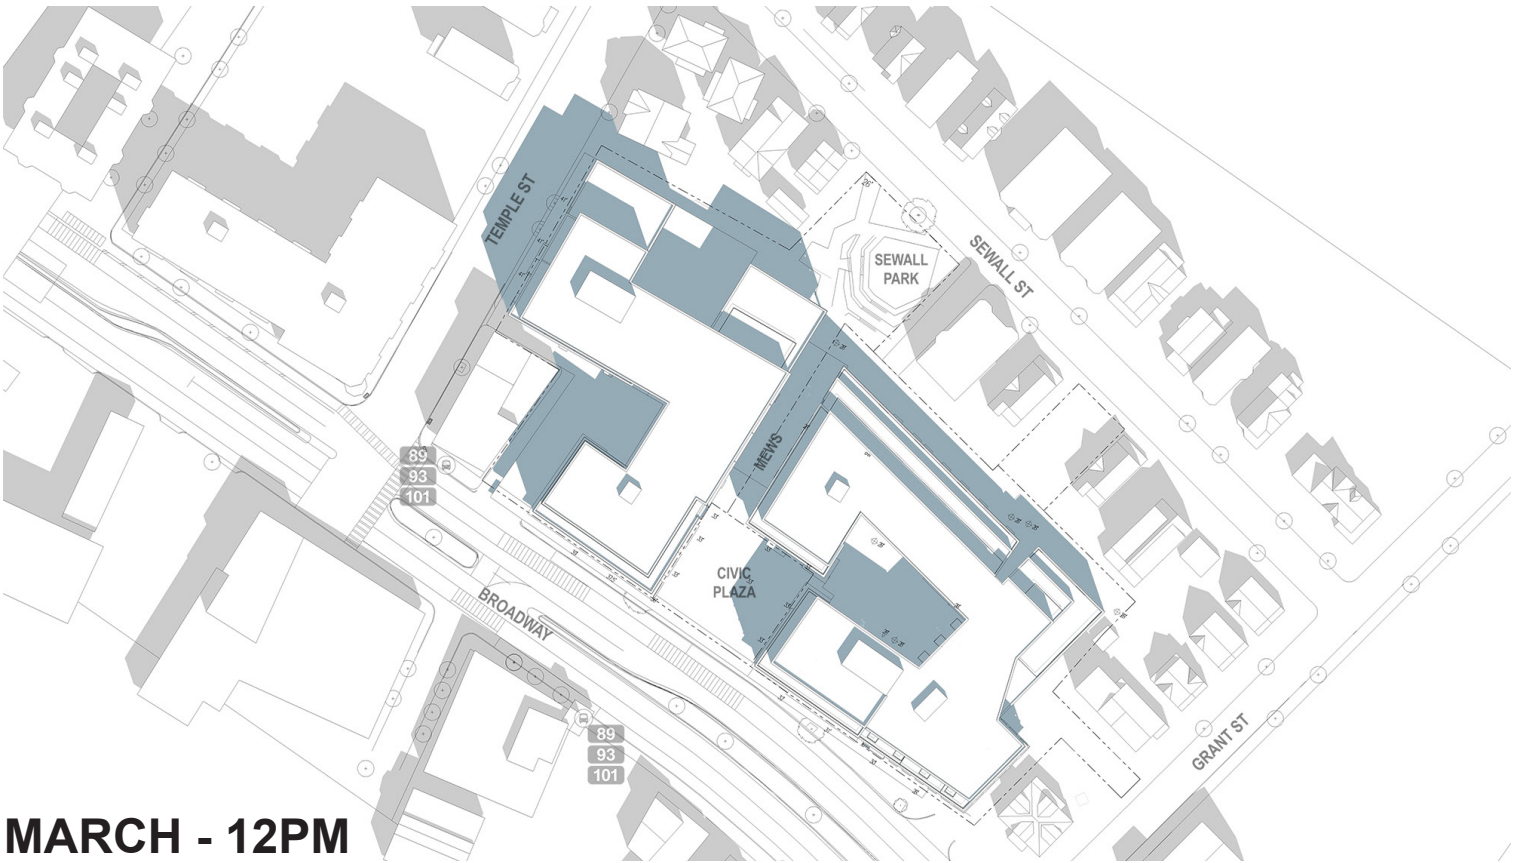 TEMPLE ST
26'
SEWALL
PARK
SEWALL ST
MEWS
89
93
101
CIVIC
PLAZA
BROADWAY
89
93
101
GRANT ST
MARCH - 12PM